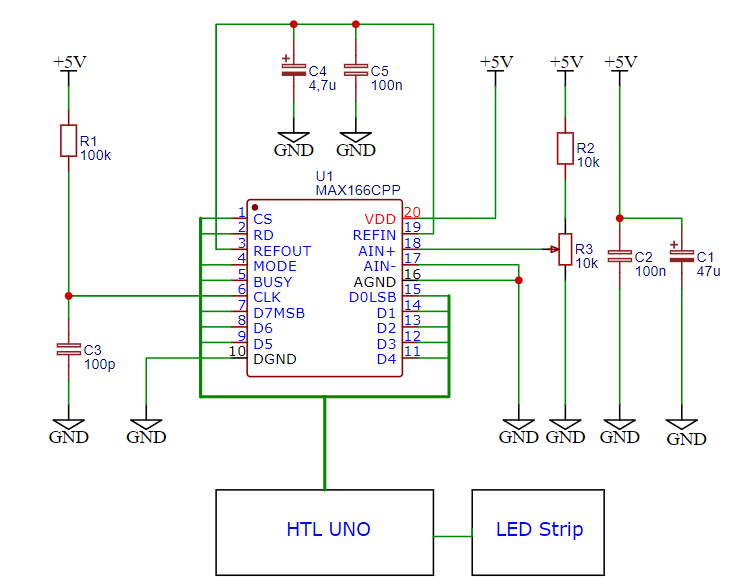 +5V
+5V
+5V
+5V
C4
4,7u
C5
100n
R1
100k
GND
GND
R2
10k
U1
MAX166CPP
1 CS
2 RD
3 REFOUT
4 MODE
5 BUSY
6 CLK
7 D7MSB
8 D6
9 D5
10 DGND
VDD 20
REFIN 19
AIN+ 18
AIN- 17
AGND 16
D0LSB 15
D1 14
D2 13
D3 12
D4 11
R3
10k
C2
100n
C1
47u
C3
100p
GND
GND
GND
GND
GND
GND
HTL UNO
LED Strip